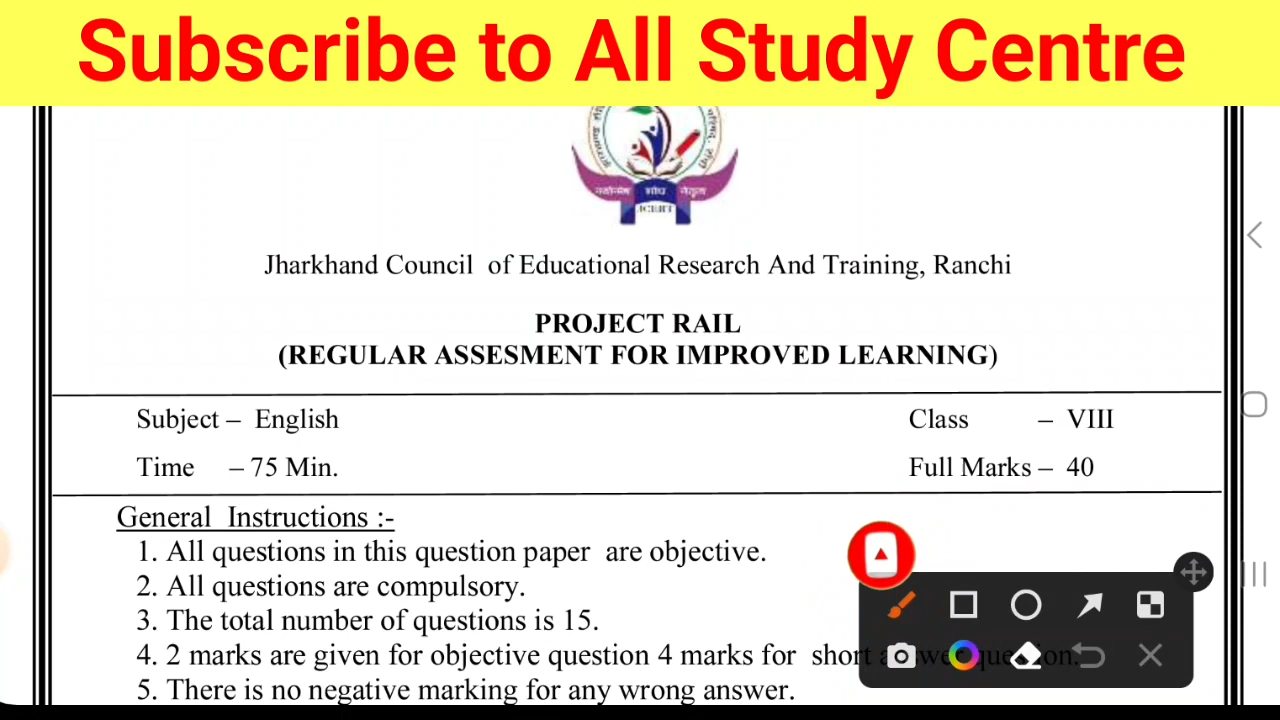 Subscribe to All Study Centre
शोध
JCERT
Jharkhand Council of Educational Research And Training, Ranchi
PROJECT RAIL
(REGULAR ASSESMENT FOR IMPROVED LEARNING)
Subject – English Class – VIII
Time – 75 Min. Full Marks – 40
General Instructions :-
1. All questions in this question paper are objective.
2. All questions are compulsory.
3. The total number of questions is 15.
4. 2 marks are given for objective question 4 marks for short answer question.
5. There is no negative marking for any wrong answer.